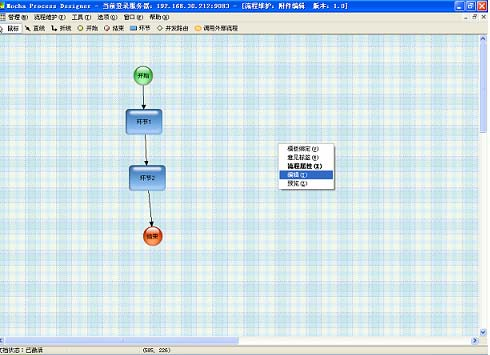 Mocha Process Designer - 当前登录服务器: 192.168.30.212:9083 - [流程维护: 附件编辑 版本: 1.0]
管理(M) 流程维护(P) 工具(T) 选项(O) 窗口(W) 帮助(H)
鼠标 直线 折线 开始 结束 环节 并发路由 调用外部流程
开始
环节1
环节2
结束
模板绑定(F)
意见标签(A)
流程属性(X)
编辑
预览
文档状态: 已激活 (585, 226)